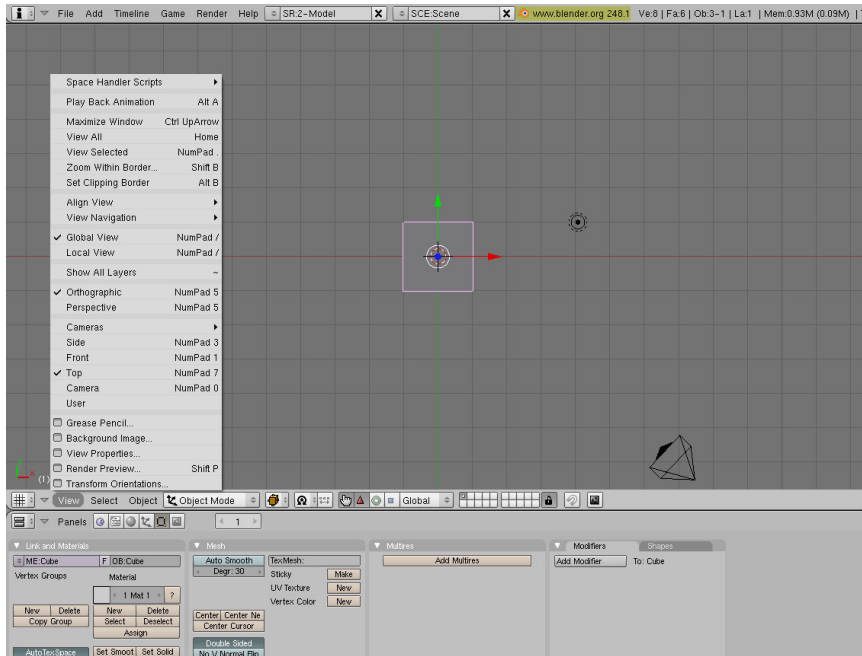 File Add Timeline Game Render Help SR:2-Model SCE:Scene www.blender.org 248.1 Ve:8 | Fa:6 | Ob:3-1 | La:1 | Mem:0.93M (0.09M) |
Space Handler Scripts
Play Back Animation Alt A
Maximize Window Ctrl UpArrow
View All Home
View Selected NumPad .
Zoom Within Border... Shift B
Set Clipping Border Alt B
Align View
View Navigation
Global View NumPad /
Local View NumPad /
Show All Layers ~
Orthographic NumPad 5
Perspective NumPad 5
Cameras
Side NumPad 3
Front NumPad 1
Top NumPad 7
Camera NumPad 0
User
Grease Pencil...
Background Image...
View Properties...
Render Preview... Shift P
Transform Orientations...
x (1)
View Select Object Object Mode Global
Panels 1
Link and Materials Mesh Multires Modifiers Shapes
ME:Cube F OB:Cube Auto Smooth TexMesh: Add Multires Add Modifier To: Cube
Vertex Groups Material Degr: 30 Sticky Make
1 Mat 1 ? UV Texture New
Vertex Color New
New Delete New Delete Center Center Ne
Copy Group Select Deselect Center Cursor
Assign
Double Sided
AutoTexSpace Set Smoot Set Solid No V.Normal Flip